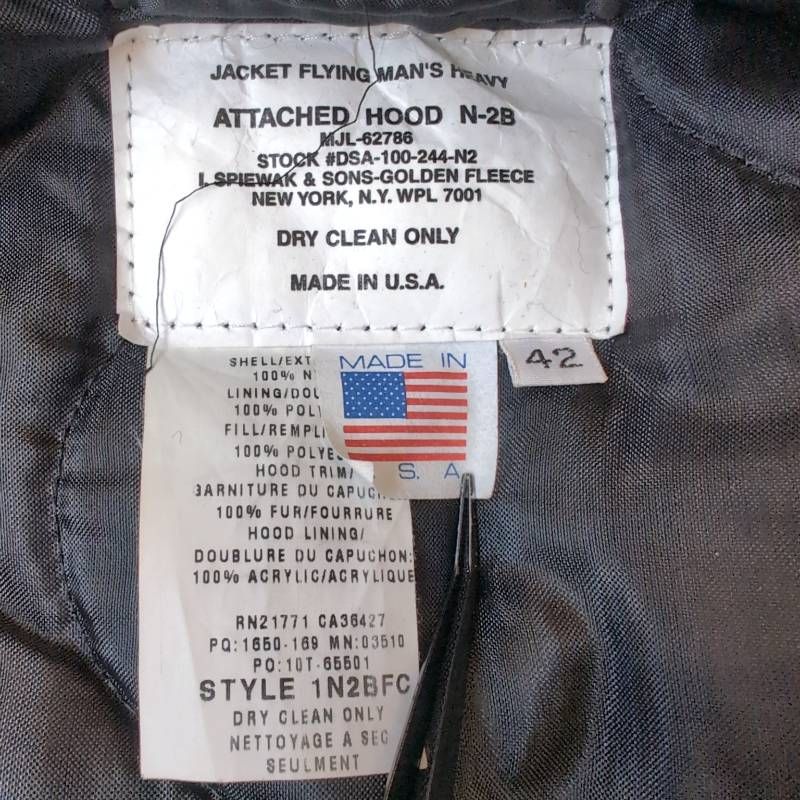 JACKET FLYING MAN'S HEAVY
ATTACHED HOOD N-2B
MJL-62786
STOCK #DSA-100-244-N2
I. SPIEWAK & SONS-GOLDEN FLEECE
NEW YORK, N.Y. WPL 7001
DRY CLEAN ONLY
MADE IN U.S.A.
42
MADE IN
S. A
SHELL/EXT
100% N
LINING/DOU
100% POLY
FILL/REMPLI
100% POLYE
HOOD TRIM/
GARNITURE DU CAPUC
100% FUR/FOURRURE
HOOD LINING/
DOUBLURE DU CAPUCHON:
100% ACRYLIC/ACRYLIQUE
RN21771 CA36427
PQ:1650-169 MN:03510
PO:10T-65501
STYLE 1N2BFC
DRY CLEAN ONLY
NETTOYAGE A SEC
SEULMENT